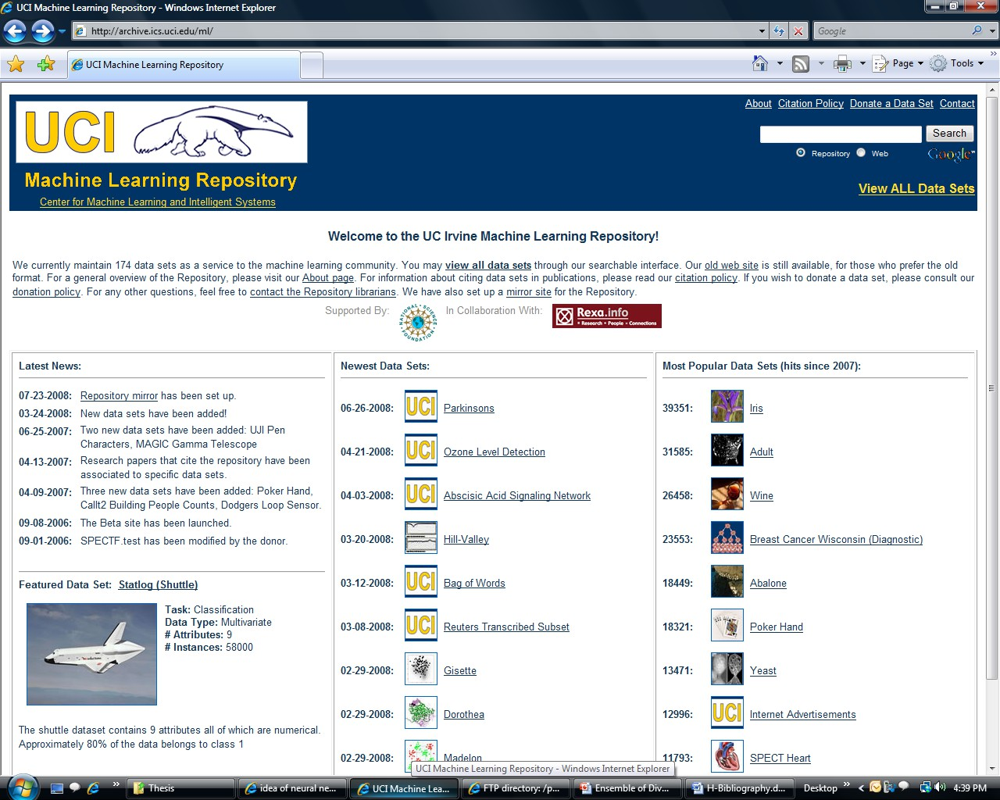 UCI Machine Learning Repository - Windows Internet Explorer
http://archive.ics.uci.edu/ml/
Google
UCI Machine Learning Repository
Page
Tools
About Citation Policy Donate a Data Set Contact
UCI
Search
Repository Web Google
Machine Learning Repository
View ALL Data Sets
Center for Machine Learning and Intelligent Systems
Welcome to the UC Irvine Machine Learning Repository!
We currently maintain 174 data sets as a service to the machine learning community. You may view all data sets through our searchable interface. Our old web site is still available, for those who prefer the old
format. For a general overview of the Repository, please visit our About page. For information about citing data sets in publications, please read our citation policy. If you wish to donate a data set, please consult our
donation policy. For any other questions, feel free to contact the Repository librarians. We have also set up a mirror site for the Repository.
Supported By: NATIONAL SCIENCE FOUNDATION In Collaboration With: Rexa.info
Research People Connections
Latest News:
07-23-2008: Repository mirror has been set up.
03-24-2008: New data sets have been added!
06-25-2007: Two new data sets have been added: UJI Pen
Characters, MAGIC Gamma Telescope
04-13-2007: Research papers that cite the repository have been
associated to specific data sets.
04-09-2007: Three new data sets have been added: Poker Hand,
CalIt2 Building People Counts, Dodgers Loop Sensor.
09-08-2006: The Beta site has been launched.
09-01-2006: SPECTF.test has been modified by the donor.
Featured Data Set: Statlog (Shuttle)
Task: Classification
Data Type: Multivariate
# Attributes: 9
# Instances: 58000
The shuttle dataset contains 9 attributes all of which are numerical.
Approximately 80% of the data belongs to class 1
Newest Data Sets:
06-26-2008: UCI Parkinsons
04-21-2008: UCI Ozone Level Detection
04-03-2008: UCI Abscisic Acid Signaling Network
03-20-2008: Hill-Valley
03-12-2008: UCI Bag of Words
03-08-2008: UCI Reuters Transcribed Subset
02-29-2008: Gisette
02-29-2008: Dorothea
02-29-2008: Madelon
Most Popular Data Sets (hits since 2007):
39351: Iris
31585: Adult
26458: Wine
23553: Breast Cancer Wisconsin (Diagnostic)
18449: Abalone
18321: Poker Hand
13471: Yeast
12996: UCI Internet Advertisements
11793: SPECT Heart
UCI Machine Learning Repository - Windows Internet Explorer
Thesis
idea of neural ne...
UCI Machine Lea...
FTP directory: /p...
Ensemble of Div...
H-Bibliography.d...
Desktop
4:39 PM